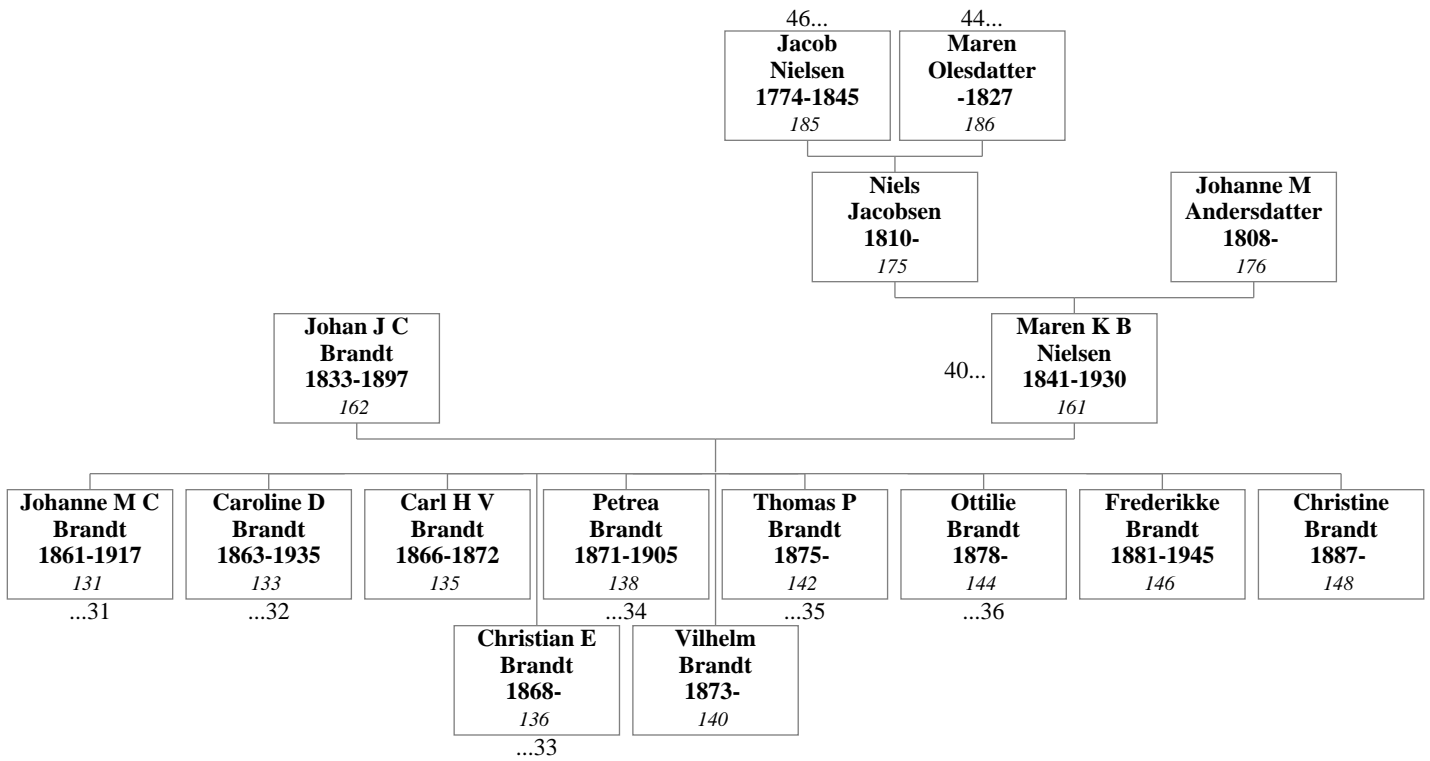 46...
Jacob
Nielsen
1774-1845
185
44...
Maren
Olesdatter
-1827
186
Niels
Jacobsen
1810-
175
Johanne M
Andersdatter
1808-
176
Johan J C
Brandt
1833-1897
162
40...
Maren K B
Nielsen
1841-1930
161
Johanne M C
Brandt
1861-1917
131
...31
Caroline D
Brandt
1863-1935
133
...32
Carl H V
Brandt
1866-1872
135
Petrea
Brandt
1871-1905
138
...34
Thomas P
Brandt
1875-
142
...35
Ottilie
Brandt
1878-
144
...36
Frederikke
Brandt
1881-1945
146
Christine
Brandt
1887-
148
Christian E
Brandt
1868-
136
...33
Vilhelm
Brandt
1873-
140